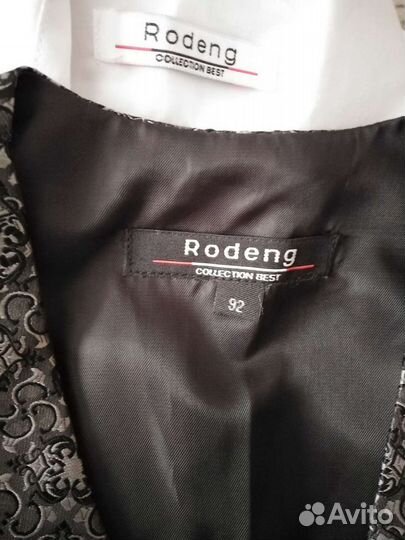 Rodeng
COLLECTION BEST
Rodeng
COLLECTION BEST
92
Avito